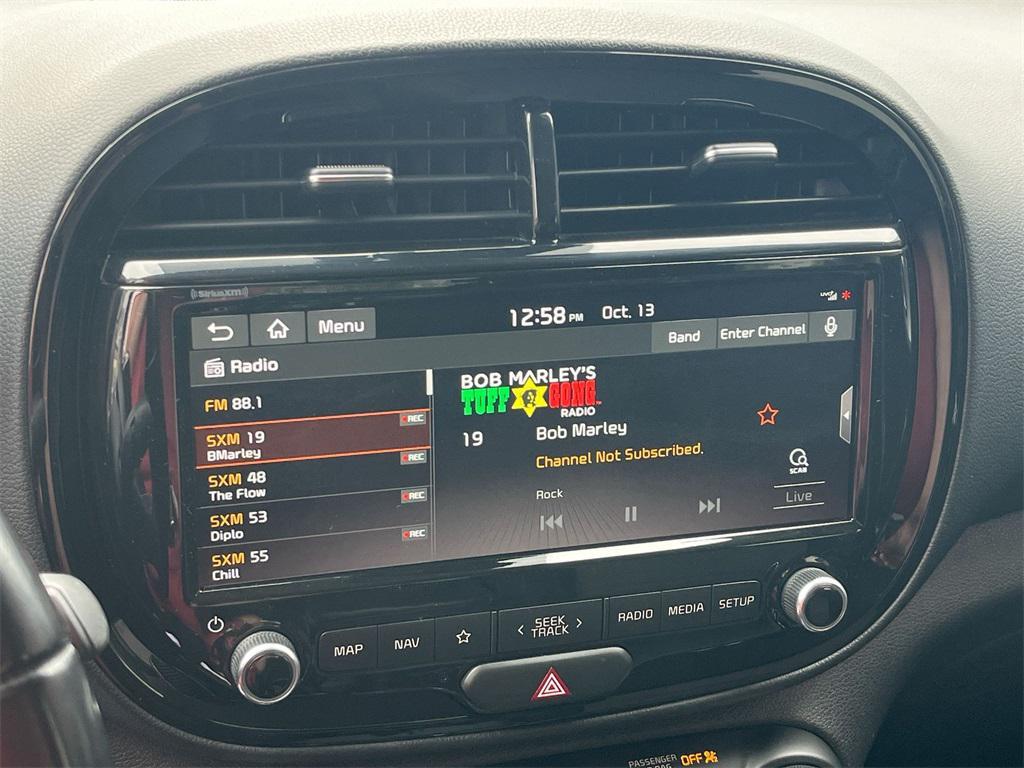 ((SiriusXM))
12:58 PM Oct. 13
UVO
Menu
Band Enter Channel
Radio
FM 88.1
SXM 19 REC
BMarley
SXM 48 REC
The Flow
SXM 53 REC
Diplo
SXM 55 REC
Chill
BOB MARLEY'S
TUFF GONG
RADIO
19 Bob Marley
Channel Not Subscribed.
Rock
SCAN
Live
MAP NAV SEEK TRACK RADIO MEDIA SETUP
PASSENGER
BAG OFF